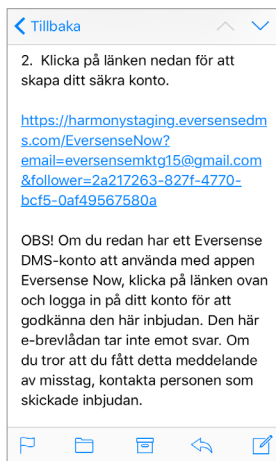 Tillbaka
2. Klicka på länken nedan för att
skapa ditt säkra konto.
https://harmonystaging.eversensedm
s.com/EversenseNow?
email=eversensemktg15@gmail.com
&follower=2a217263-827f-4770-
bcf5-0af49567580a
OBS! Om du redan har ett Eversense
DMS-konto att använda med appen
Eversense Now, klicka på länken ovan
och logga in på ditt konto för att
godkänna den här inbjudan. Den här
e-brevlådan tar inte emot svar. Om
du tror att du fått detta meddelande
av misstag, kontakta personen som
skickade inbjudan.